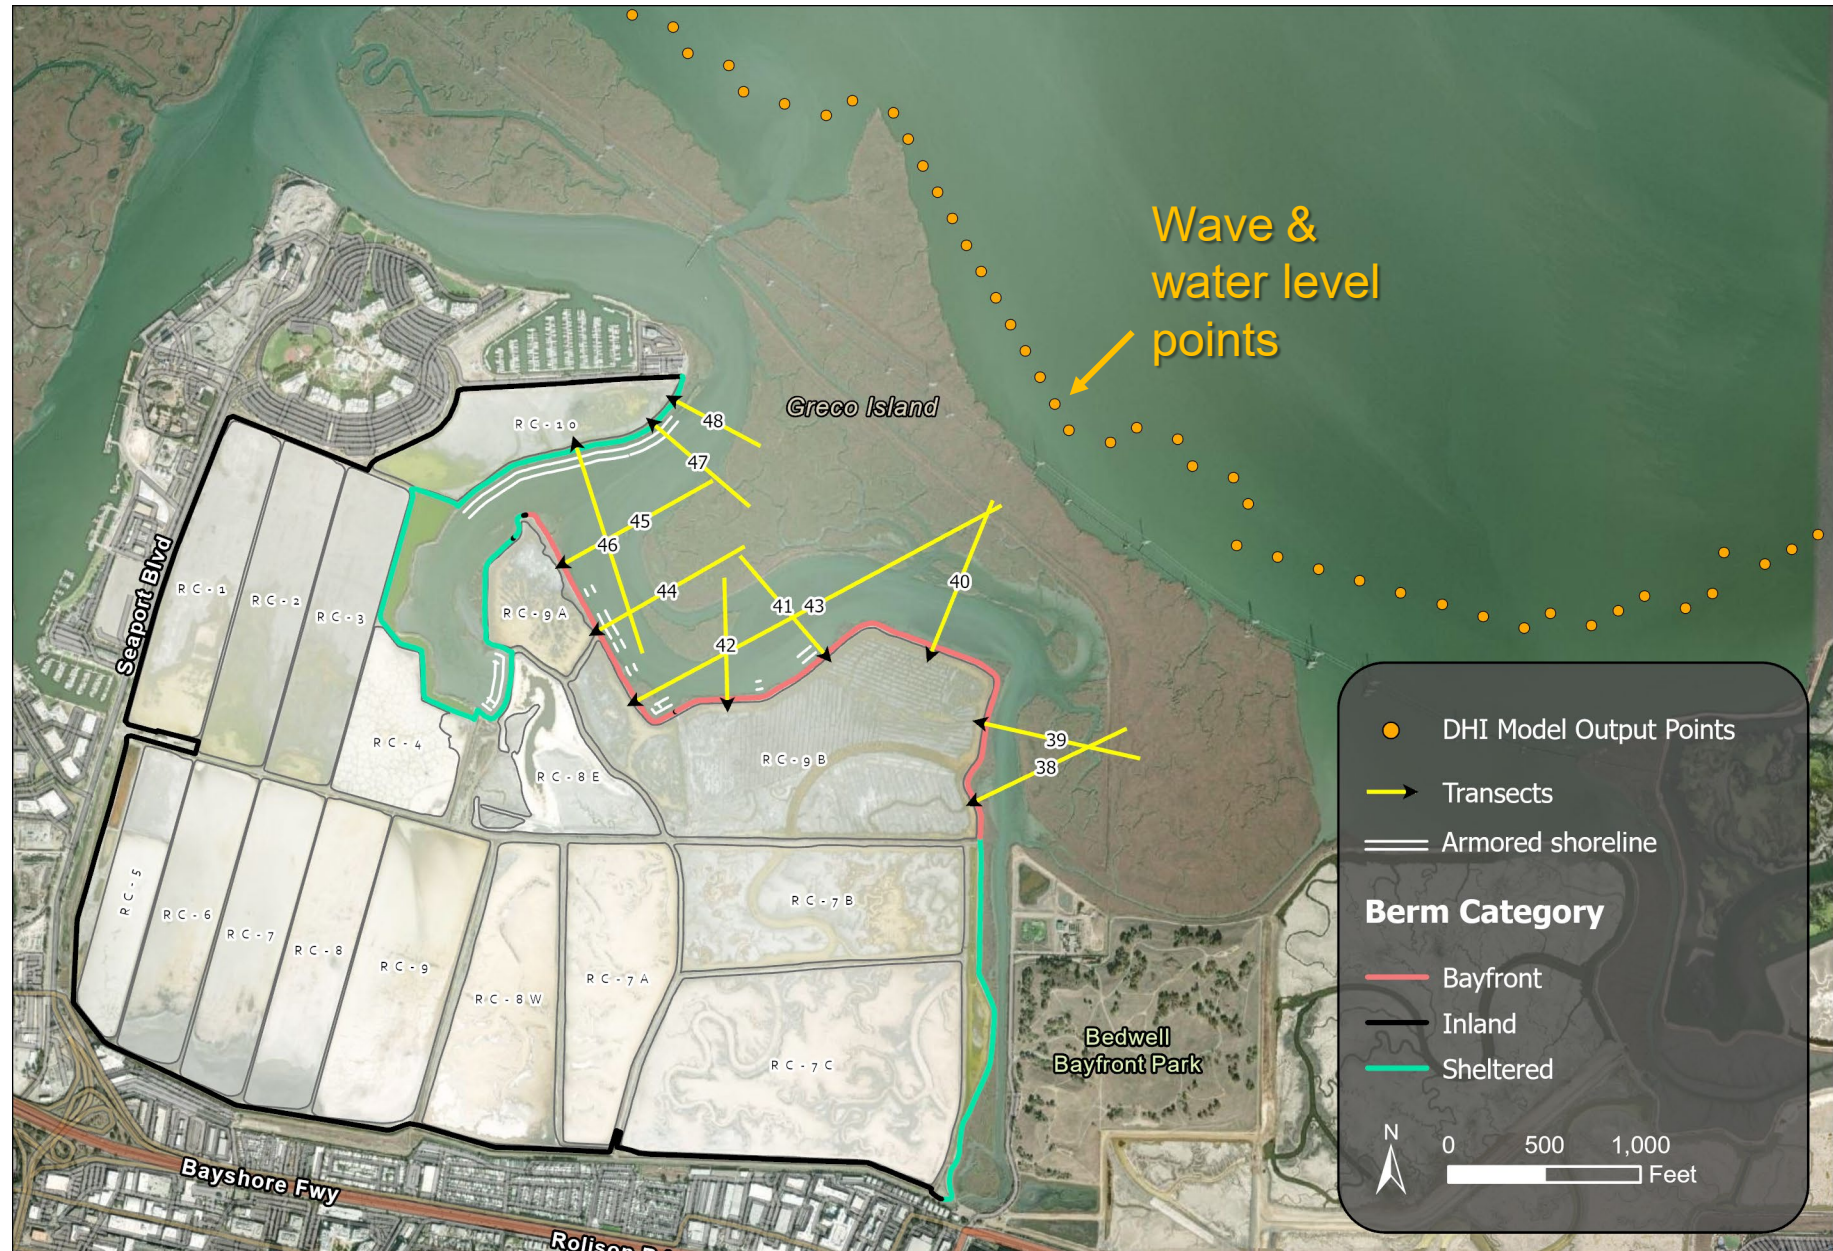 Wave &
water level
points
Greco Island
RC-10
48
47
45
46
44
41
43
40
42
39
38
Seaport Blvd
RC-1
RC-2
RC-3
RC-9A
RC-4
RC-8E
RC-9B
RC-5
RC-6
RC-7
RC-8
RC-9
RC-8W
RC-7A
RC-7B
RC-7C
Bedwell
Bayfront Park
Bayshore Fwy
Rolison
DHI Model Output Points
Transects
Armored shoreline
Berm Category
Bayfront
Inland
Sheltered
N
0 500 1,000
Feet